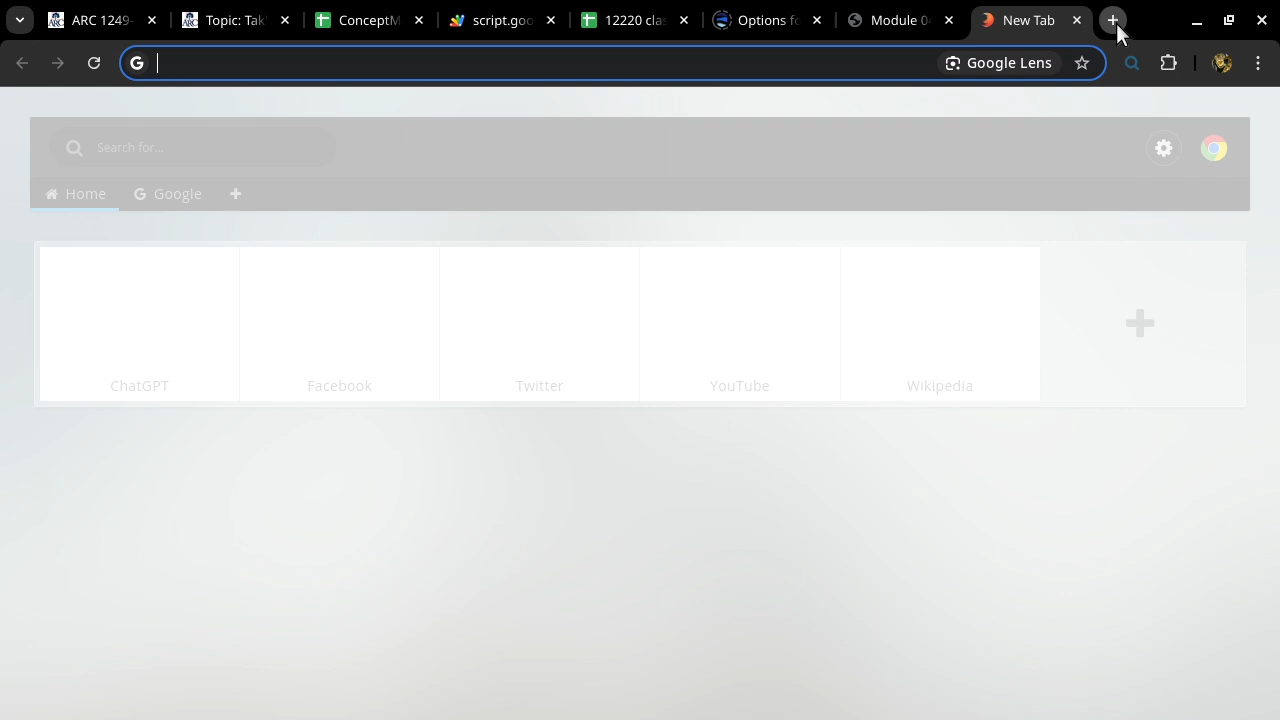 ARC 1249-
Topic: Tak
ConceptM
script.goo
12220 clas
Options fo
Module 04
New Tab
Google Lens
Search for...
Home
Google
ChatGPT
Facebook
Twitter
YouTube
Wikipedia